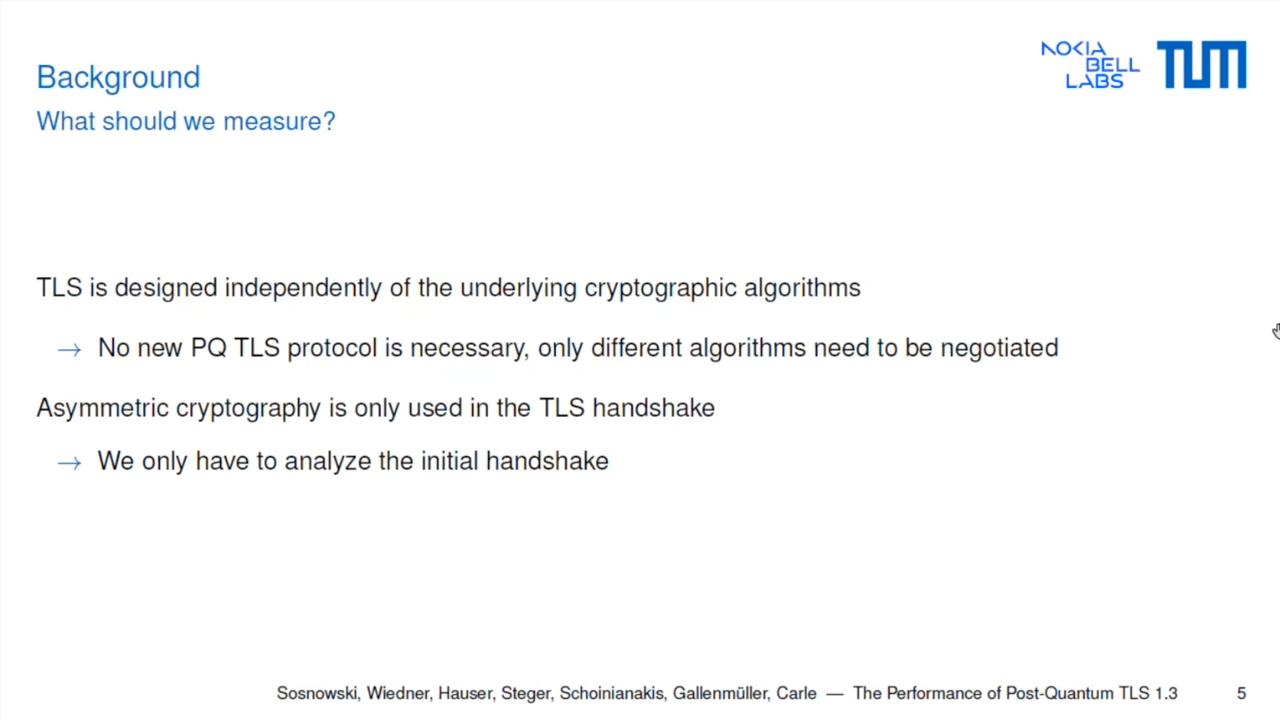 Background
What should we measure?
NOKIA
BELL
LABS
TUM
TLS is designed independently of the underlying cryptographic algorithms
→ No new PQ TLS protocol is necessary, only different algorithms need to be negotiated
Asymmetric cryptography is only used in the TLS handshake
→ We only have to analyze the initial handshake
Sosnowski, Wiedner, Hauser, Steger, Schoinianakis, Gallenmüller, Carle — The Performance of Post-Quantum TLS 1.3 5